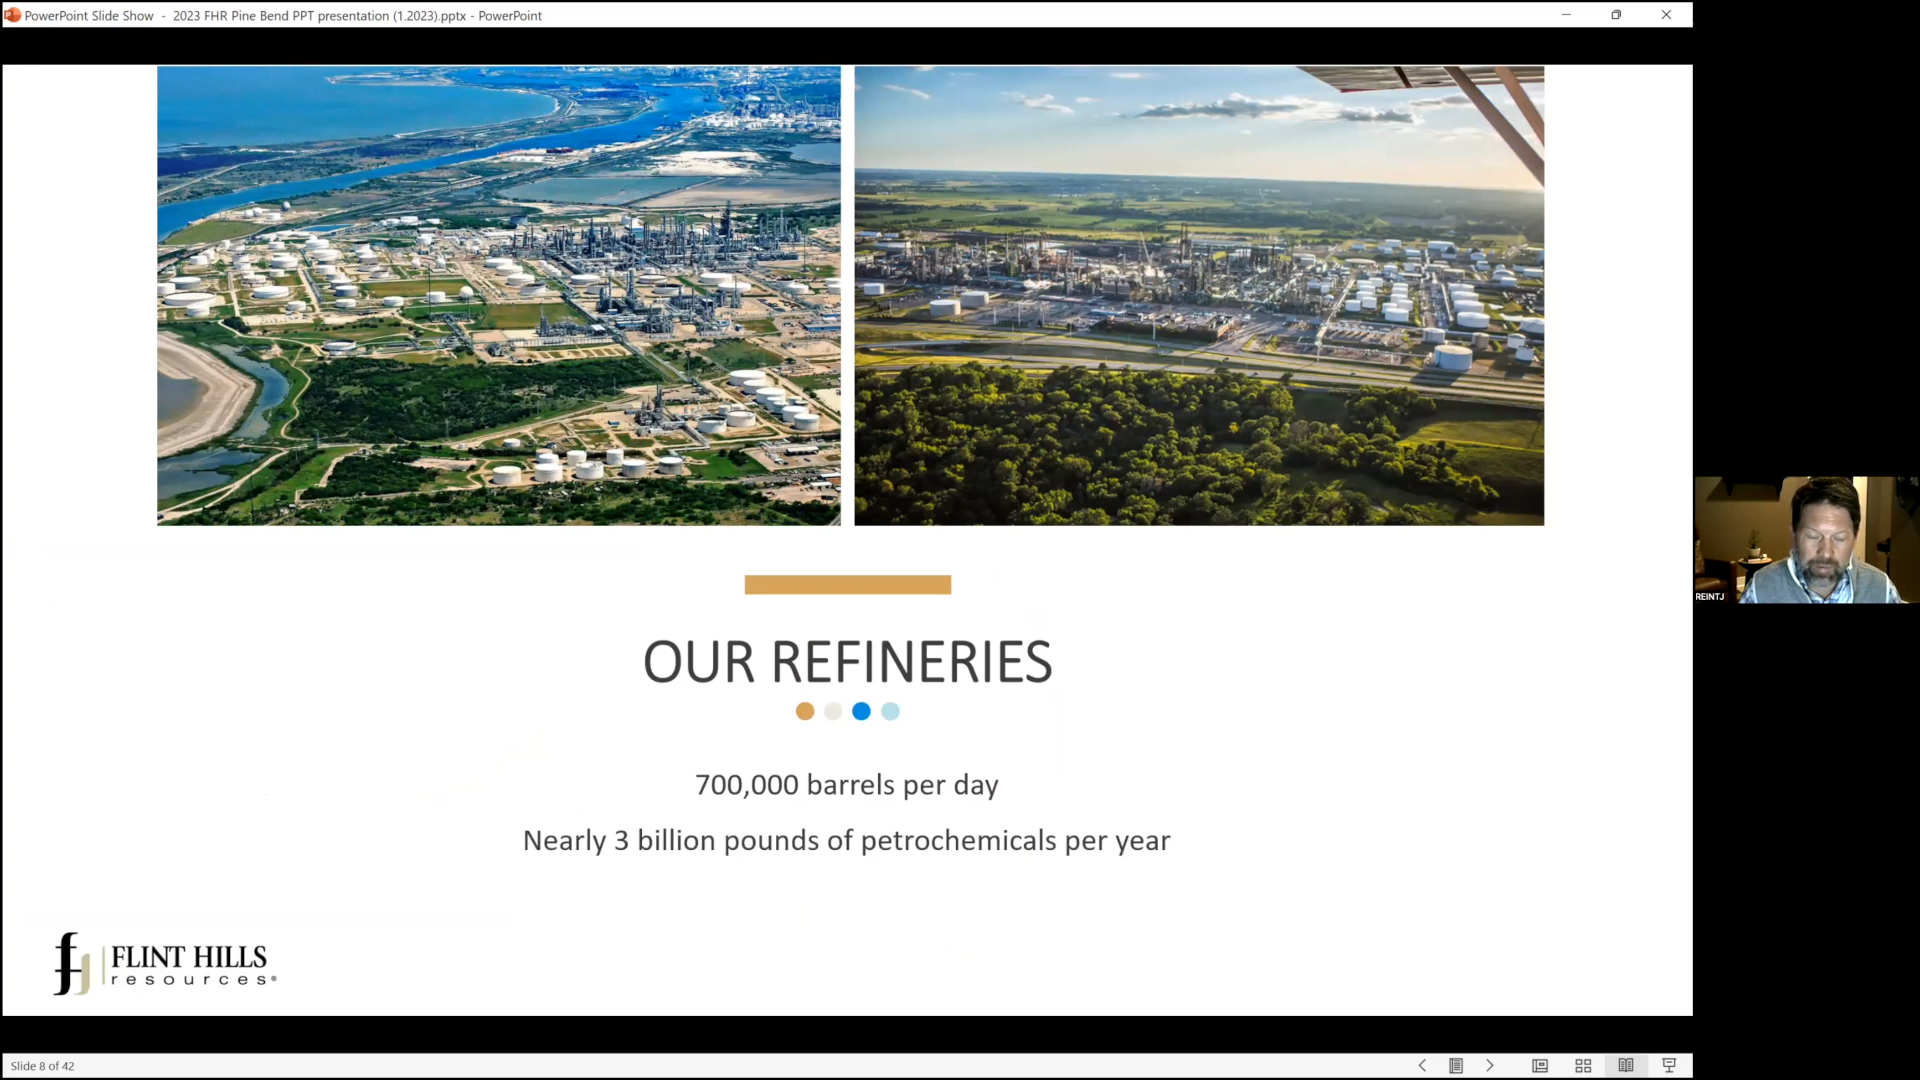 PowerPoint Slide Show - 2023 FHR Pine Bend PPT presentation (1.2023).pptx - PowerPoint
OUR REFINERIES
700,000 barrels per day
Nearly 3 billion pounds of petrochemicals per year
REINTJ
FLINT HILLS
resources®
Slide 8 of 42